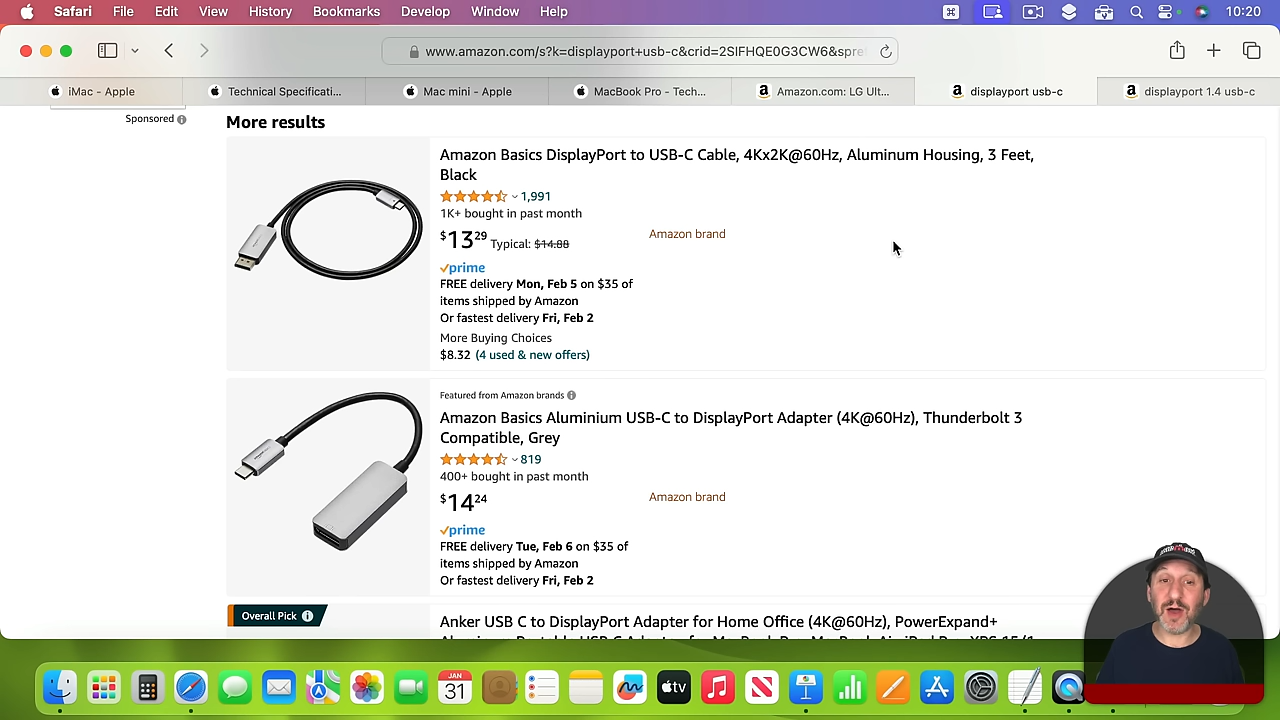 Safari File Edit View History Bookmarks Develop Window Help 10:20
www.amazon.com/s?k=displayport+usb-c&crid=2SIFHQE0G3CW6&spre
iMac - Apple
Technical Specificati...
Mac mini - Apple
MacBook Pro - Tech...
Amazon.com: LG Ult...
displayport usb-c
displayport 1.4 usb-c
Sponsored
More results
Amazon Basics DisplayPort to USB-C Cable, 4Kx2K@60Hz, Aluminum Housing, 3 Feet,
Black
1,991
1K+ bought in past month
$13 29 Typical: $14.88
Amazon brand
prime
FREE delivery Mon, Feb 5 on $35 of
items shipped by Amazon
Or fastest delivery Fri, Feb 2
More Buying Choices
$8.32 (4 used & new offers)
Featured from Amazon brands
Amazon Basics Aluminium USB-C to DisplayPort Adapter (4K@60Hz), Thunderbolt 3
Compatible, Grey
819
400+ bought in past month
$14 24
Amazon brand
prime
FREE delivery Tue, Feb 6 on $35 of
items shipped by Amazon
Or fastest delivery Fri, Feb 2
Overall Pick
Anker USB C to DisplayPort Adapter for Home Office (4K@60Hz), PowerExpand+
JAN
31
tv